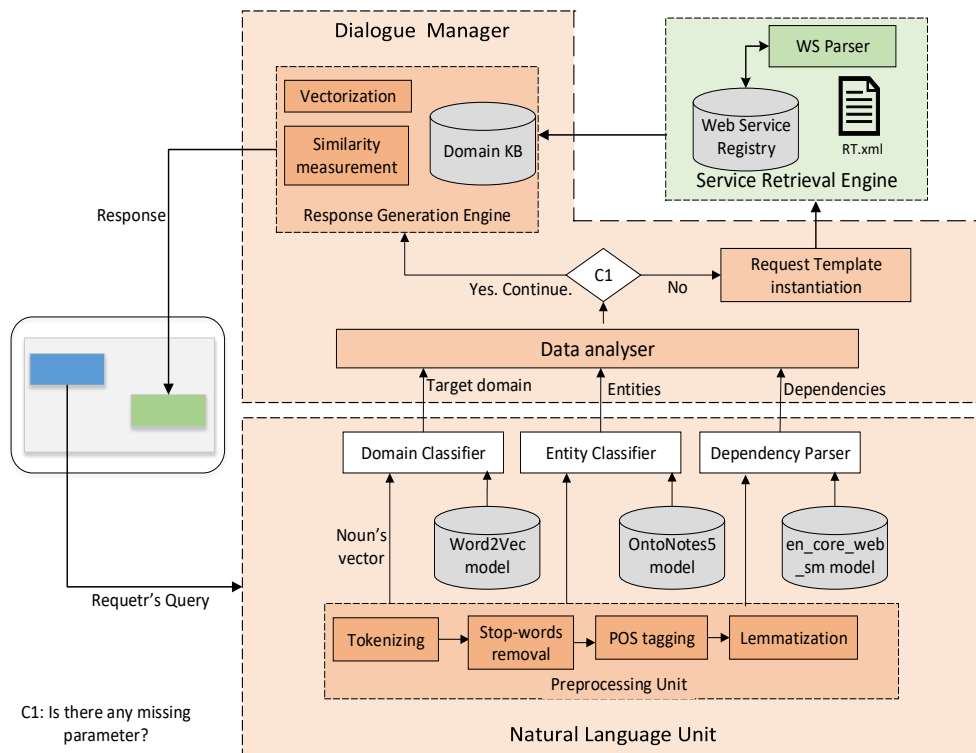 Dialogue Manager
Vectorization
Similarity
measurement
Domain KB
Response Generation Engine
WS Parser
Web Service
Registry
RT.xml
Service Retrieval Engine
Response
C1
Yes. Continue.
No
Request Template
instantiation
Data analyser
Target domain
Entities
Dependencies
Domain Classifier
Entity Classifier
Dependency Parser
Noun's
vector
Word2Vec
model
OntoNotes5
model
en_core_web
_sm model
Requetr's Query
Tokenizing
Stop-words
removal
POS tagging
Lemmatization
Preprocessing Unit
C1: Is there any missing
parameter?
Natural Language Unit